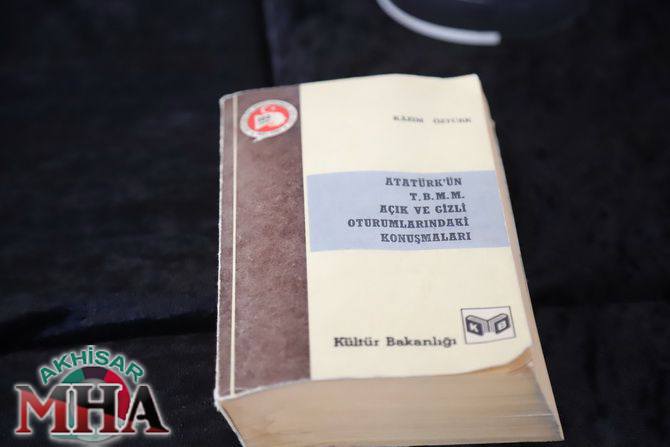 KÂZIM ÖZTÜRK
ATATÜRK'ÜN
T.B.M.M.
AÇIK VE GİZLİ
OTURUMLARINDAKİ
KONUŞMALARI
K B
Kültür Bakanlığı
AKHİSAR
MHA